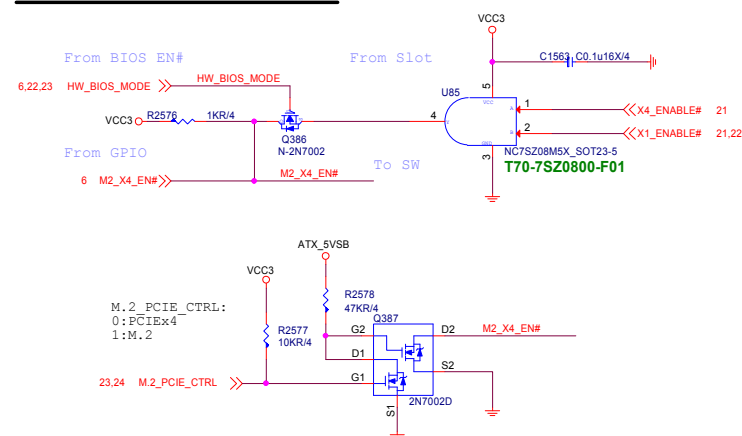 VCC3
From BIOS EN#
From Slot
C1563 C0.1u16X/4
6,22,23 HW_BIOS_MODE HW_BIOS_MODE
U85
5
VCC
A 1 X4_ENABLE# 21
VCC3 R2576 1KR/4
4
B 2 X1_ENABLE# 21,22
Q386
N-2N7002
GND
3
NC7SZ08M5X_SOT23-5
T70-7SZ0800-F01
From GPIO
To SW
6 M2_X4_EN# M2_X4_EN#
ATX_5VSB
VCC3
R2578
47KR/4
M.2_PCIE_CTRL:
0:PCIEx4
1:M.2
R2577
10KR/4
Q387
G2 D2 M2_X4_EN#
D1
S2
23,24 M.2_PCIE_CTRL G1
2N7002D
S1